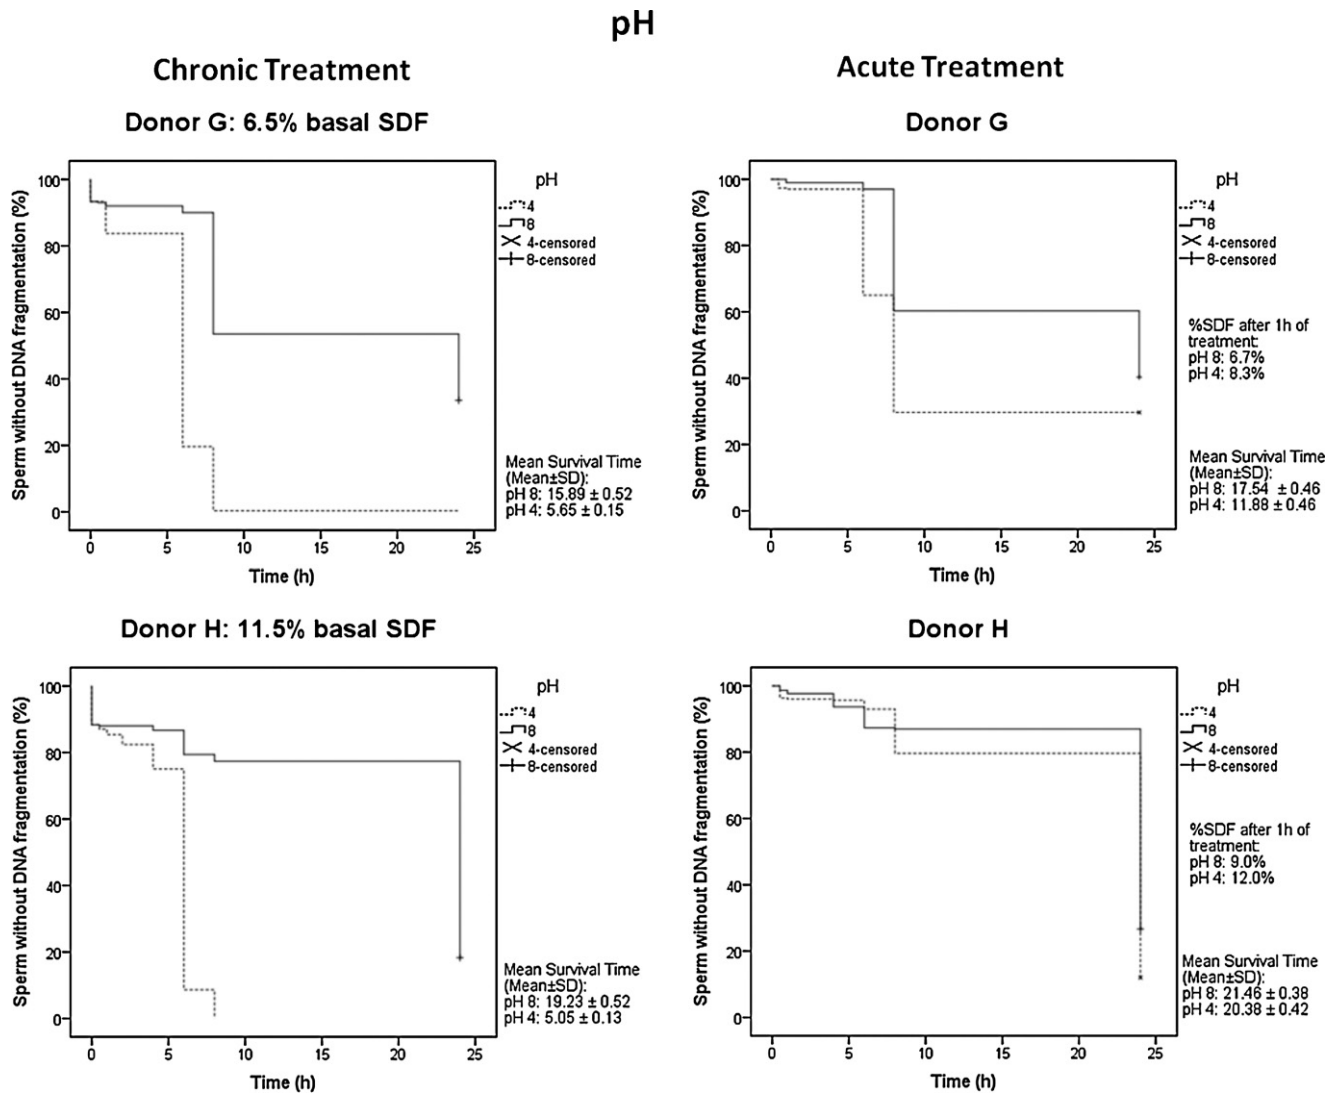 pH
Chronic Treatment
Acute Treatment
Donor G: 6.5% basal SDF
Sperm without DNA fragmentation (%)
100
80
60
40
20
0
0 5 10 15 20 25
Time (h)
pH
4
8
4-censored
8-censored
Mean Survival Time
(Mean±SD):
pH 8: 15.89 ± 0.52
pH 4: 5.65 ± 0.15
Donor G
Sperm without DNA fragmentation (%)
100
80
60
40
20
0
0 5 10 15 20 25
Time (h)
pH
4
8
4-censored
8-censored
%SDF after 1h of
treatment:
pH 8: 6.7%
pH 4: 8.3%
Mean Survival Time
(Mean±SD):
pH 8: 17.54 ± 0.46
pH 4: 11.88 ± 0.46
Donor H: 11.5% basal SDF
Sperm without DNA fragmentation (%)
100
80
60
40
20
0
0 5 10 15 20 25
Time (h)
pH
4
8
4-censored
8-censored
Mean Survival Time
(Mean±SD):
pH 8: 19.23 ± 0.52
pH 4: 5.05 ± 0.13
Donor H
Sperm without DNA fragmentation (%)
100
80
60
40
20
0
0 5 10 15 20 25
Time (h)
pH
4
8
4-censored
8-censored
%SDF after 1h of
treatment:
pH 8: 9.0%
pH 4: 12.0%
Mean Survival Time
(Mean±SD):
pH 8: 21.46 ± 0.38
pH 4: 20.38 ± 0.42